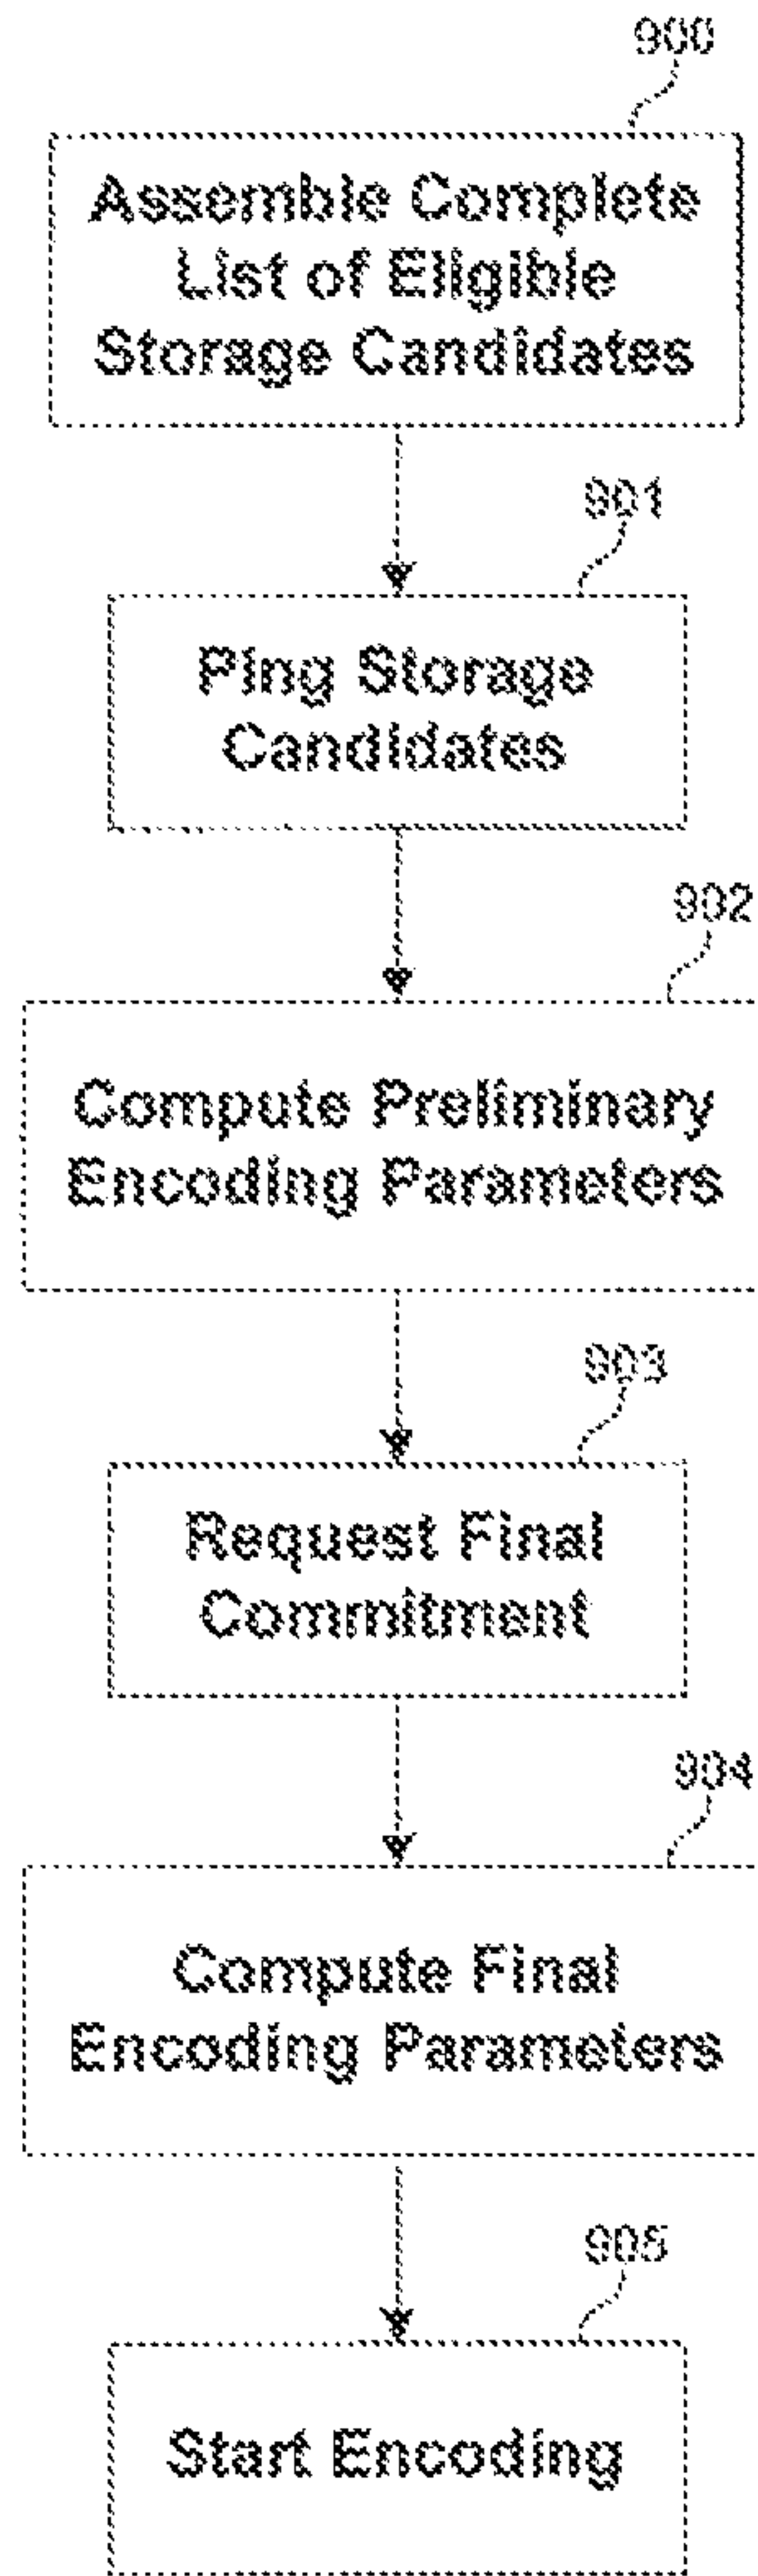 900
Assemble Complete
List of Eligible
Storage Candidates
901
Ping Storage
Candidates
902
Compute Preliminary
Encoding Parameters
903
Request Final
Commitment
904
Compute Final
Encoding Parameters
905
Start Encoding